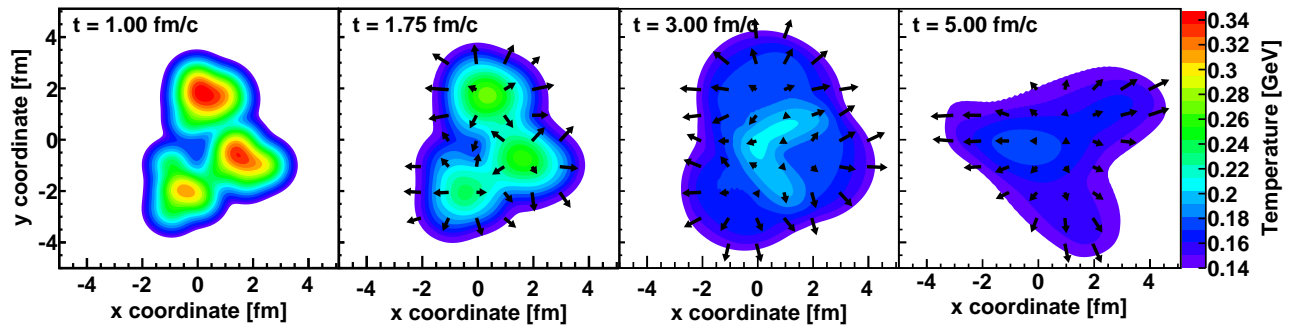 t = 1.00 fm/c
t = 1.75 fm/c
t = 3.00 fm/c
t = 5.00 fm/c
y coordinate [fm]
4
2
0
-2
-4
-4 -2 0 2 4
-4 -2 0 2 4
-4 -2 0 2 4
-4 -2 0 2 4
x coordinate [fm]
x coordinate [fm]
x coordinate [fm]
x coordinate [fm]
0.34
0.32
0.3
0.28
0.26
0.24
0.22
0.2
0.18
0.16
0.14
Temperature [GeV]